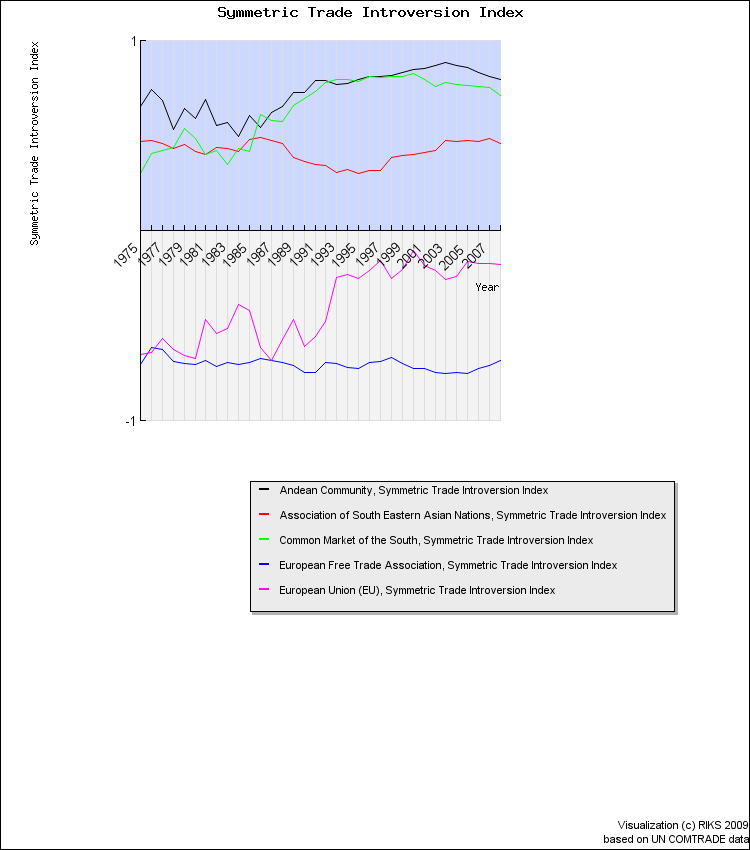 Symmetric Trade Introversion Index
Symmetric Trade Introversion Index
1
1975 1977 1979 1981 1983 1985 1987 1989 1991 1993 1995 1997 1999 2001 2003 2005 2007
Year
-1
Andean Community, Symmetric Trade Introversion Index
Association of South Eastern Asian Nations, Symmetric Trade Introversion Index
Common Market of the South, Symmetric Trade Introversion Index
European Free Trade Association, Symmetric Trade Introversion Index
European Union (EU), Symmetric Trade Introversion Index
Visualization (c) RIKS 2009
based on UN COMTRADE data